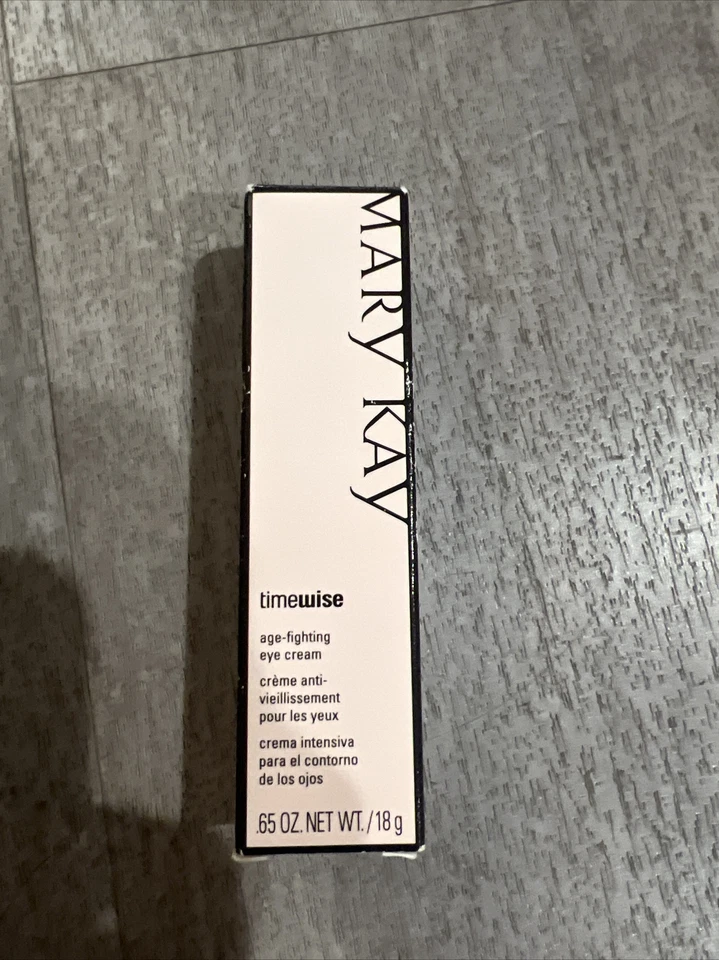 MARY KAY
timewise
age-fighting
eye cream
crème anti-
vieillissement
pour les yeux
crema intensiva
para el contorno
de los ojos
.65 OZ. NET WT. / 18 g